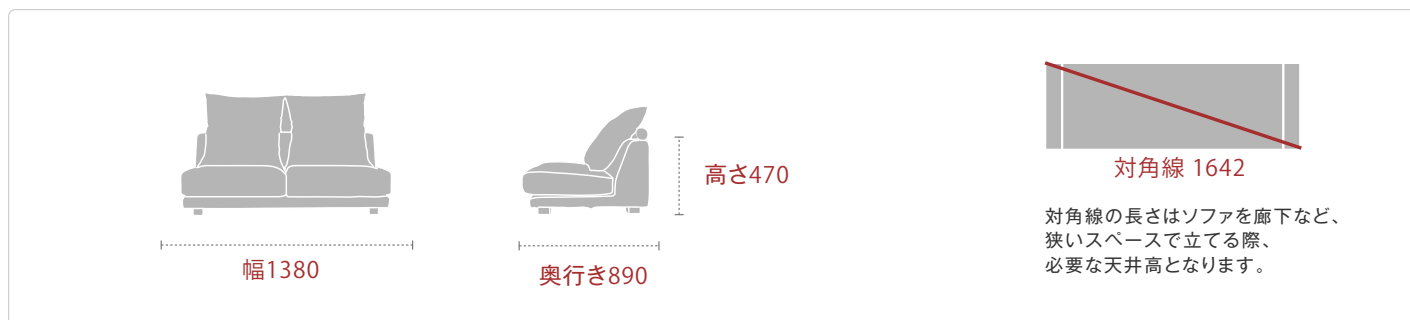 幅1380
奥行き890
高さ470
対角線 1642
対角線の長さはソファを廊下など、
狭いスペースで立てる際、
必要な天井高となります。